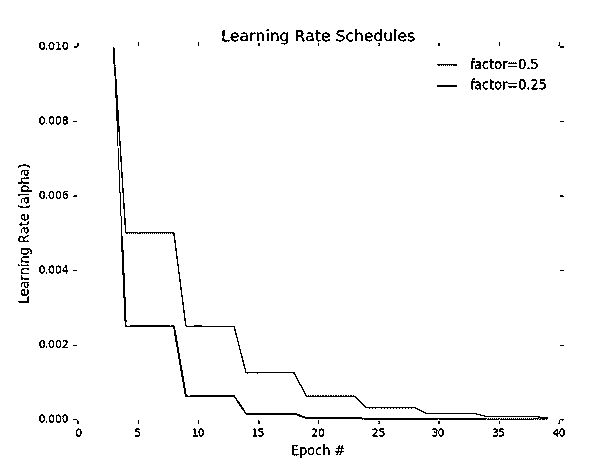 Learning Rate Schedules
factor=0.5
factor=0.25
0.010
0.008
0.006
0.004
0.002
0.000
Learning Rate (alpha)
0 5 10 15 20 25 30 35 40
Epoch #